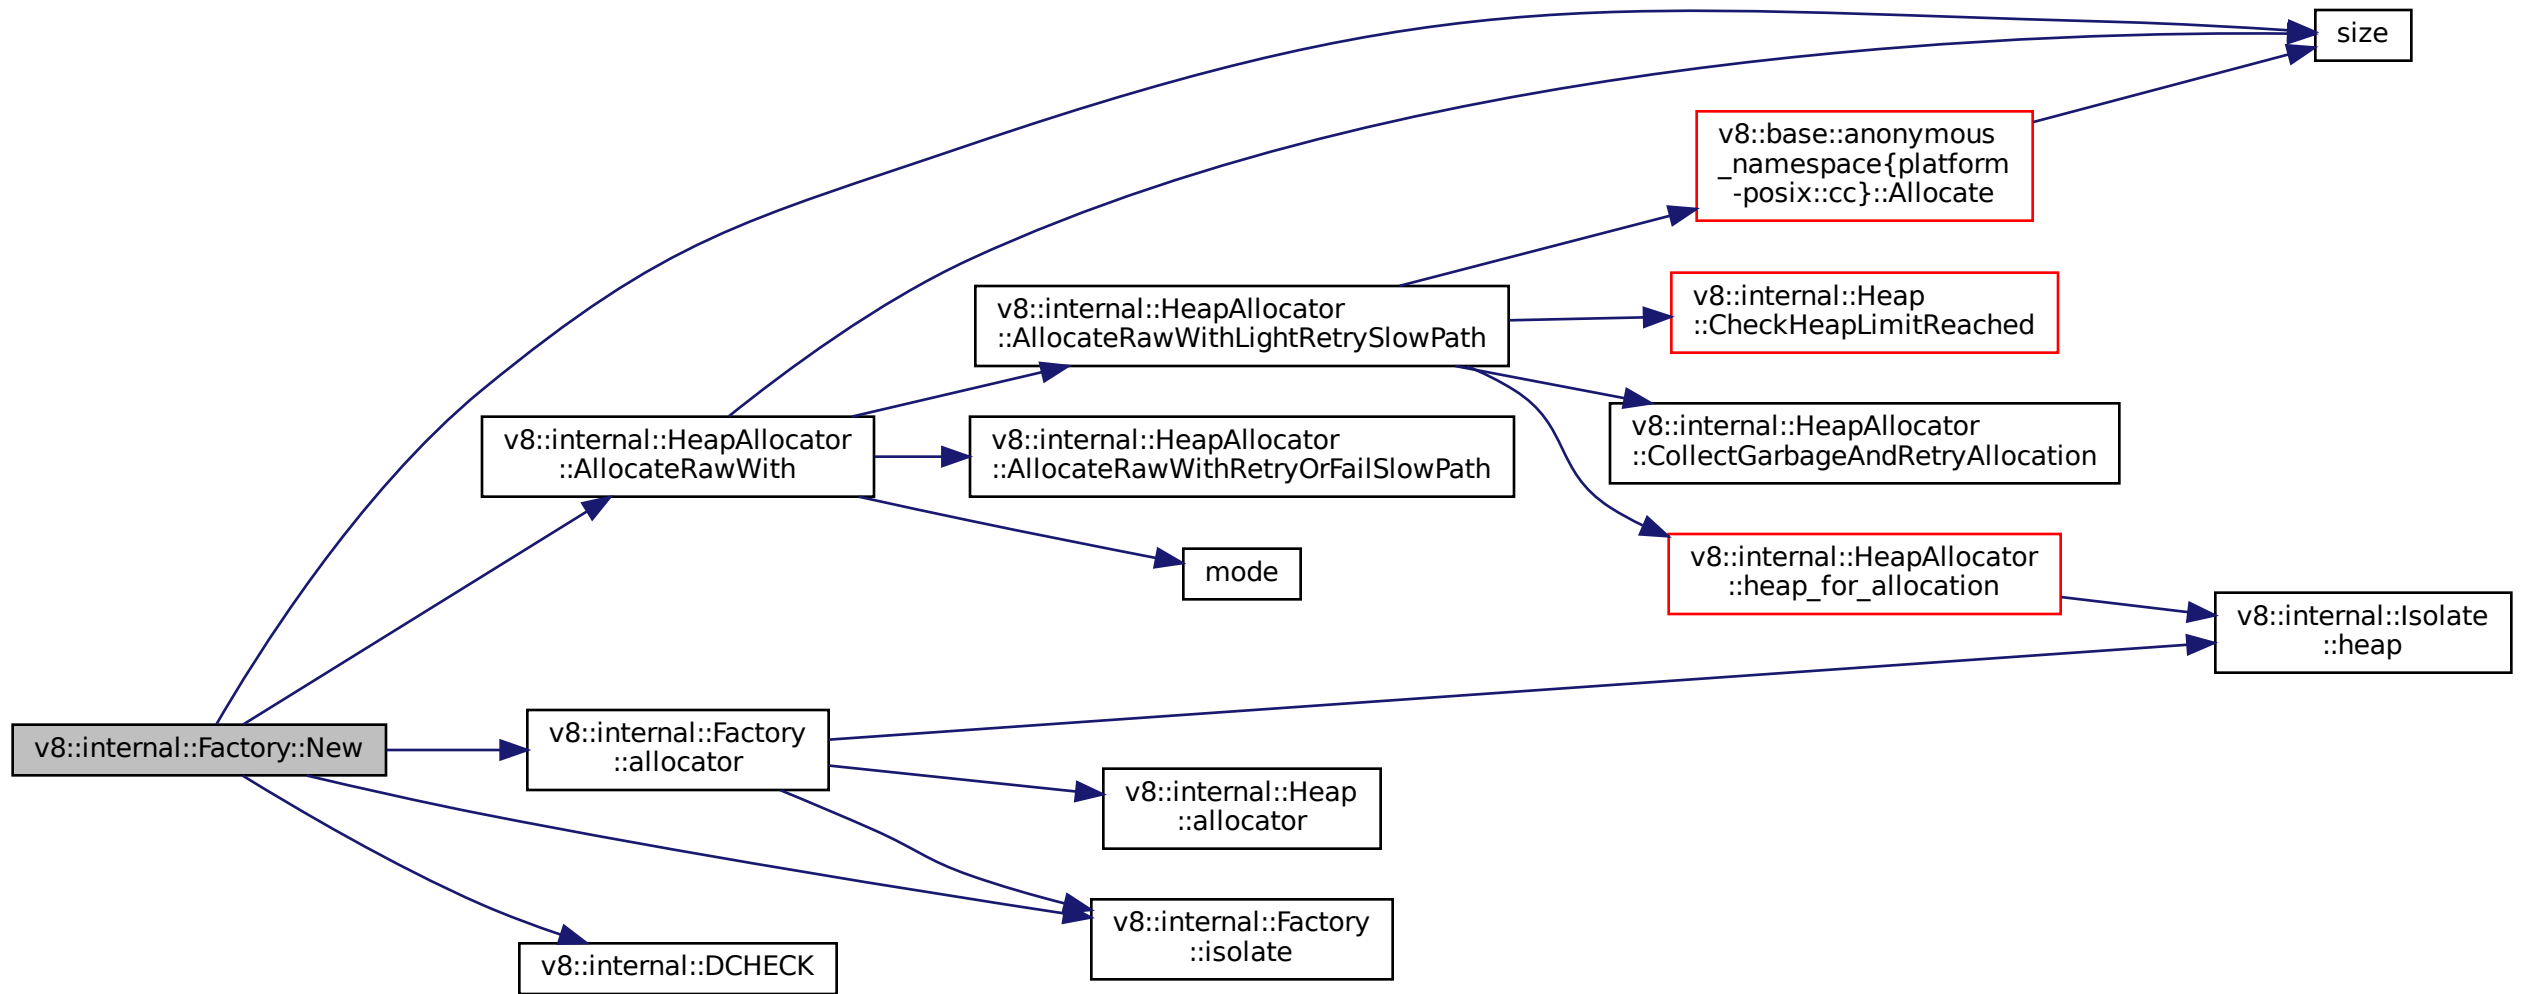 size
v8::base::anonymous
_namespace{platform
-posix::cc}::Allocate
v8::internal::Heap
::CheckHeapLimitReached
v8::internal::HeapAllocator
::AllocateRawWithLightRetrySlowPath
v8::internal::HeapAllocator
::CollectGarbageAndRetryAllocation
v8::internal::HeapAllocator
::AllocateRawWith
v8::internal::HeapAllocator
::AllocateRawWithRetryOrFailSlowPath
mode
v8::internal::HeapAllocator
::heap_for_allocation
v8::internal::Isolate
::heap
v8::internal::Factory::New
v8::internal::Factory
::allocator
v8::internal::Heap
::allocator
v8::internal::Factory
::isolate
v8::internal::DCHECK